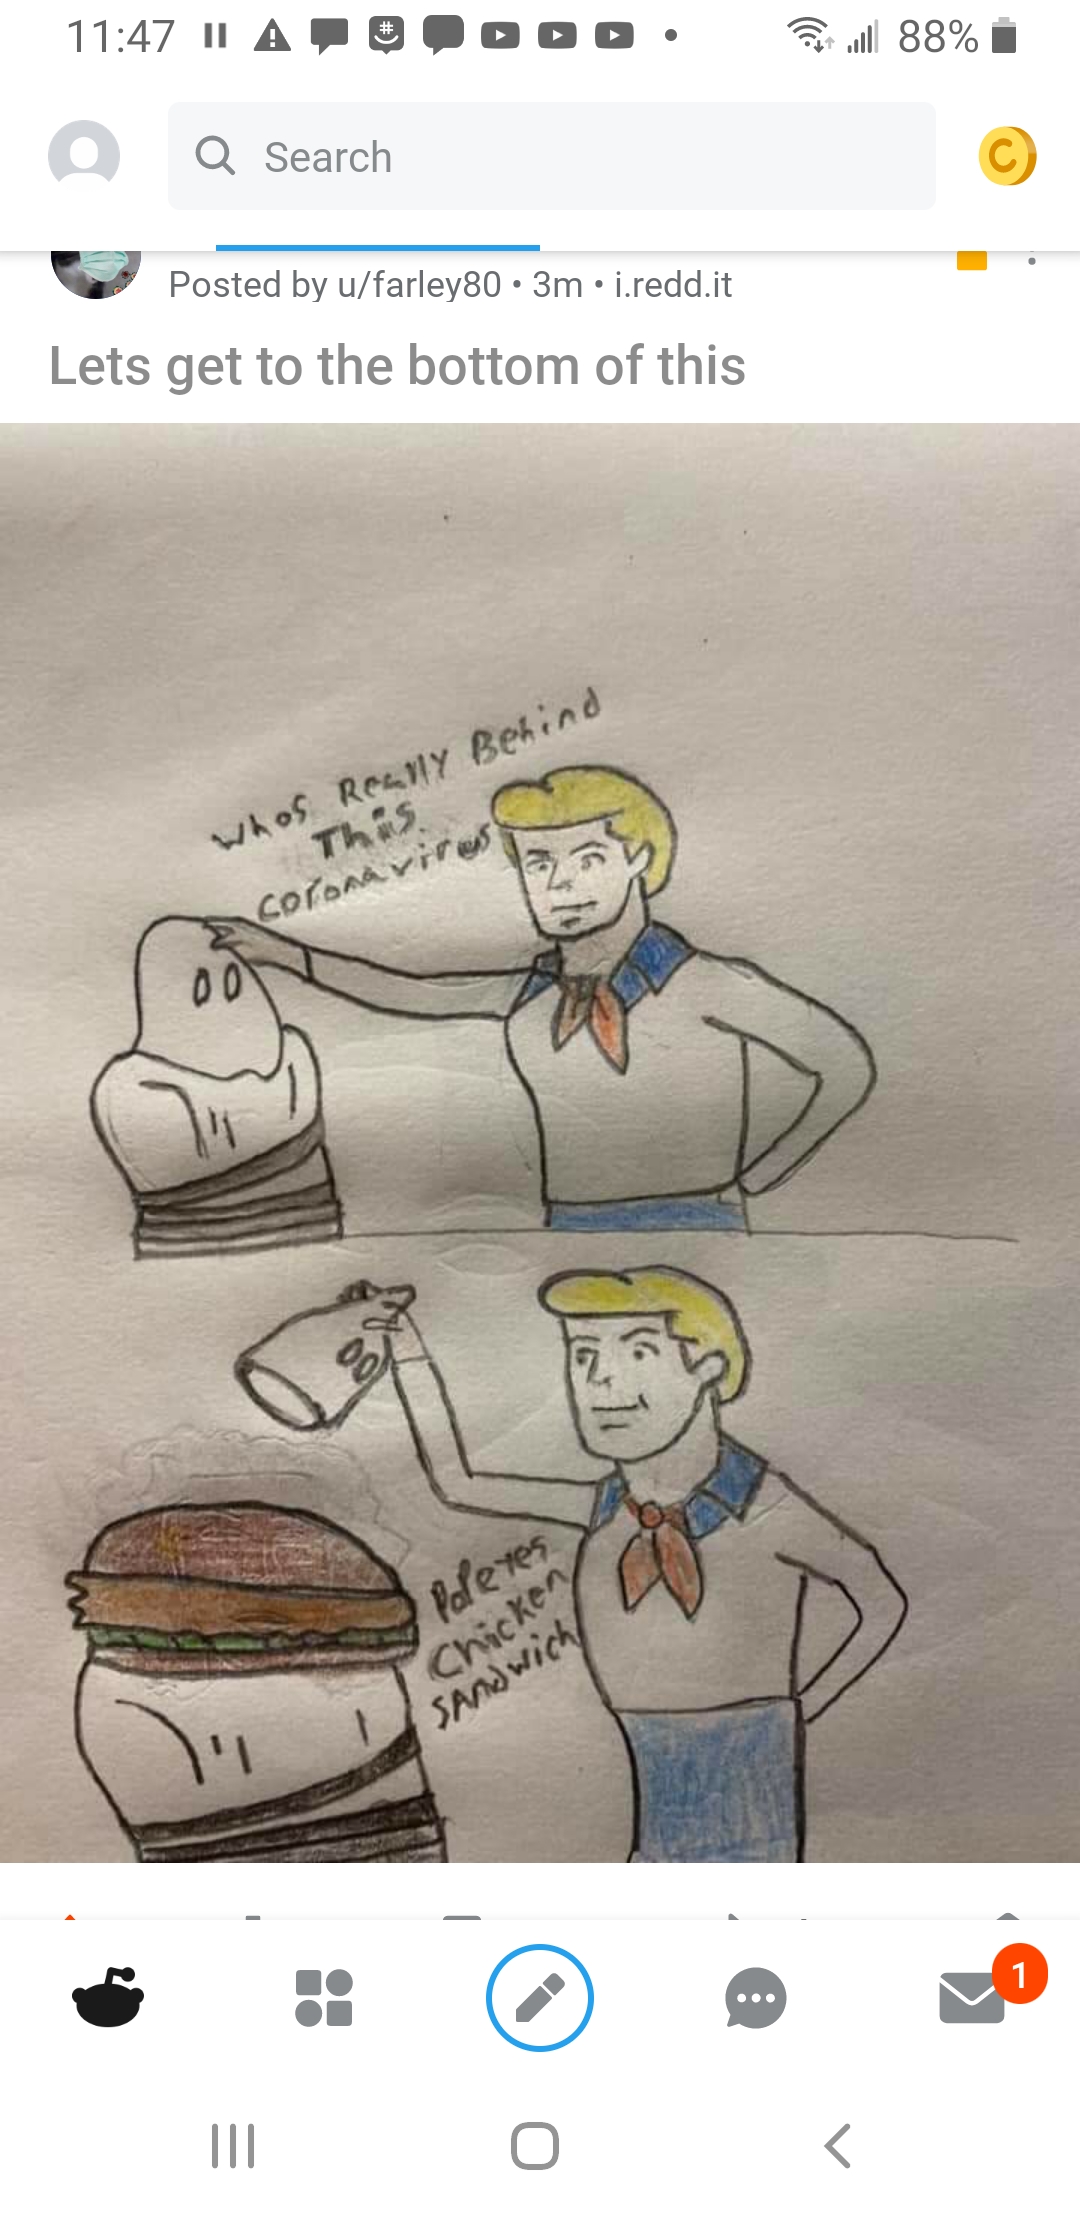 11:47
88%
Search
Posted by u/farley80 • 3m • i.redd.it
Lets get to the bottom of this
Whos Really Behind
This
coronavirus
Chicken
SANDwich
1